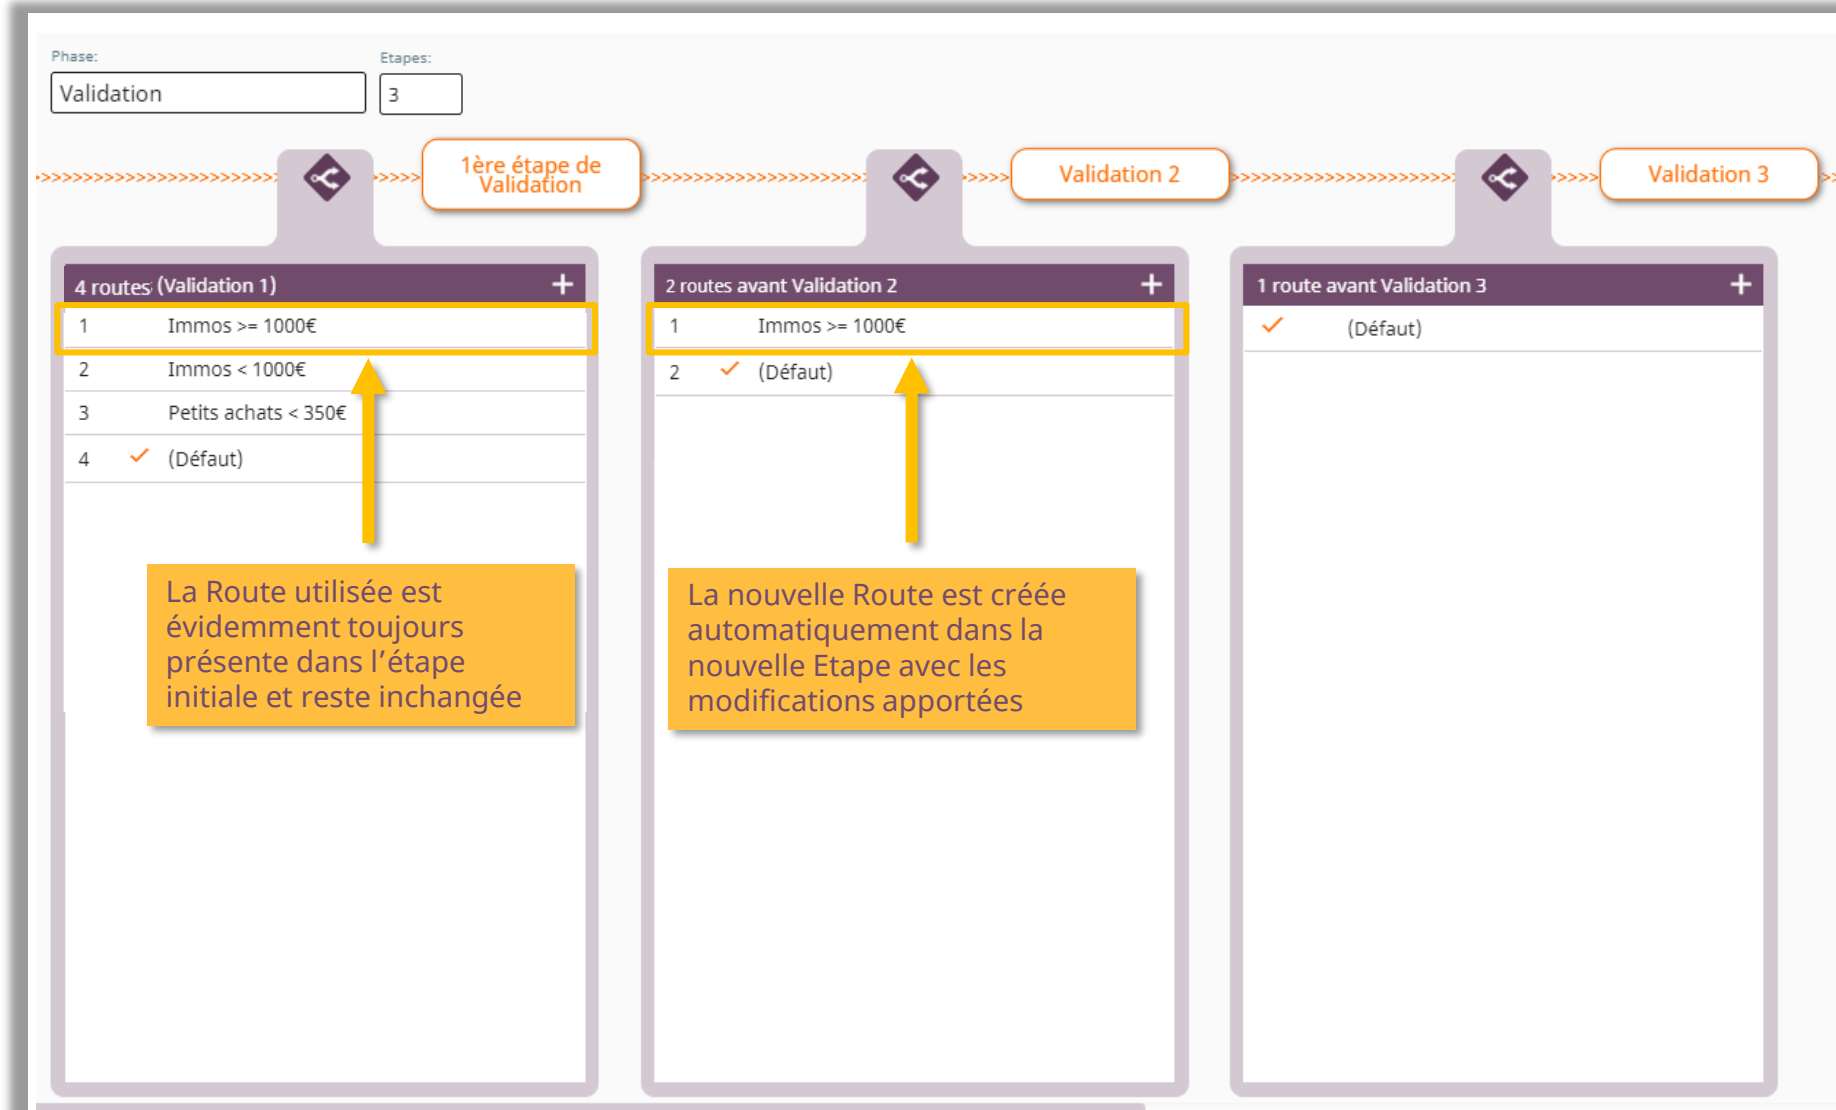 Phase:
Etapes:
Validation
3
1ère étape de
Validation
Validation 2
Validation 3
4 routes (Validation 1)
1 Immos >= 1000€
2 Immos < 1000€
3 Petits achats < 350€
4 (Défaut)
La Route utilisée est
évidemment toujours
présente dans l’étape
initiale et reste inchangée
2 routes avant Validation 2
1 Immos >= 1000€
2 (Défaut)
La nouvelle Route est créée
automatiquement dans la
nouvelle Etape avec les
modifications apportées
1 route avant Validation 3
(Défaut)